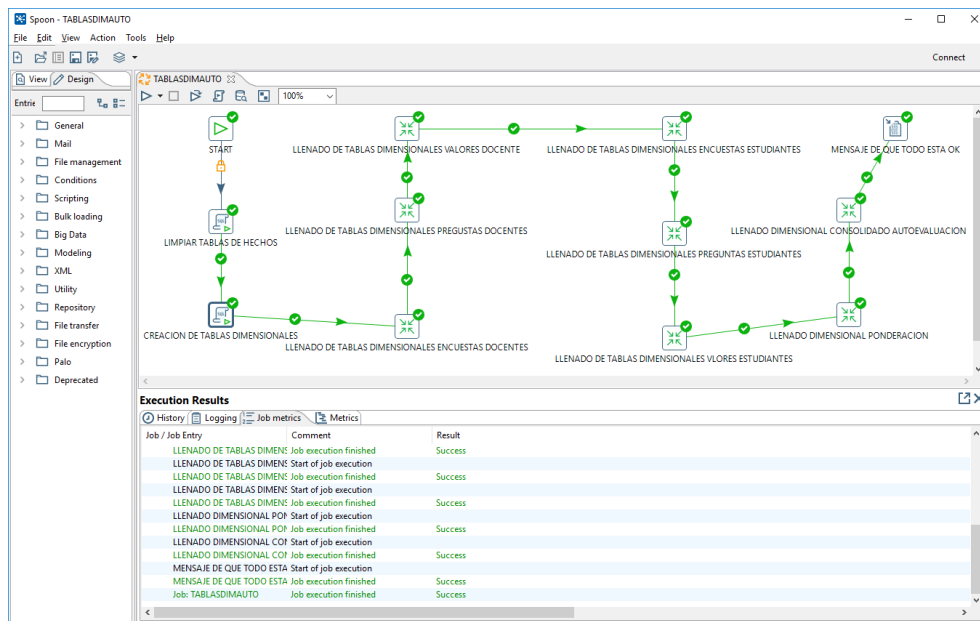 Spoon - TABLASDIMAUTO
File Edit View Action Tools Help
Connect
View Design
TABLASDIMAUTO
Entrie
100%
General
Mail
File management
Conditions
Scripting
Bulk loading
Big Data
Modeling
XML
Utility
Repository
File transfer
File encryption
Palo
Deprecated
START
LLENADO DE TABLAS DIMENSIONALES VALORES DOCENTE
LLENADO DE TABLAS DIMENSIONALES ENCUESTAS ESTUDIANTES
MENSAJE DE QUE TODO ESTA OK
LIMPIAR TABLAS DE HECHOS
LLENADO DE TABLAS DIMENSIONALES PREGUSTAS DOCENTES
LLENADO DE TABLAS DIMENSIONALES PREGUNTAS ESTUDIANTES
LLENADO DIMENSIONAL CONSOLIDADO AUTOEVALUACION
CREACION DE TABLAS DIMENSIONALES
LLENADO DE TABLAS DIMENSIONALES ENCUESTAS DOCENTES
LLENADO DE TABLAS DIMENSIONALES VLORES ESTUDIANTES
LLENADO DIMENSIONAL PONDERACION
Execution Results
History Logging Job metrics Metrics
Job / Job Entry Comment Result
LLENADO DE TABLAS DIMENS Job execution finished Success
LLENADO DE TABLAS DIMENS Start of job execution
LLENADO DE TABLAS DIMENS Job execution finished Success
LLENADO DE TABLAS DIMENS Start of job execution
LLENADO DE TABLAS DIMENS Job execution finished Success
LLENADO DIMENSIONAL PON Start of job execution
LLENADO DIMENSIONAL PON Job execution finished Success
LLENADO DIMENSIONAL COI Start of job execution
LLENADO DIMENSIONAL COI Job execution finished Success
MENSAJE DE QUE TODO ESTA Start of job execution
MENSAJE DE QUE TODO ESTA Job execution finished Success
Job: TABLASDIMAUTO Job execution finished Success